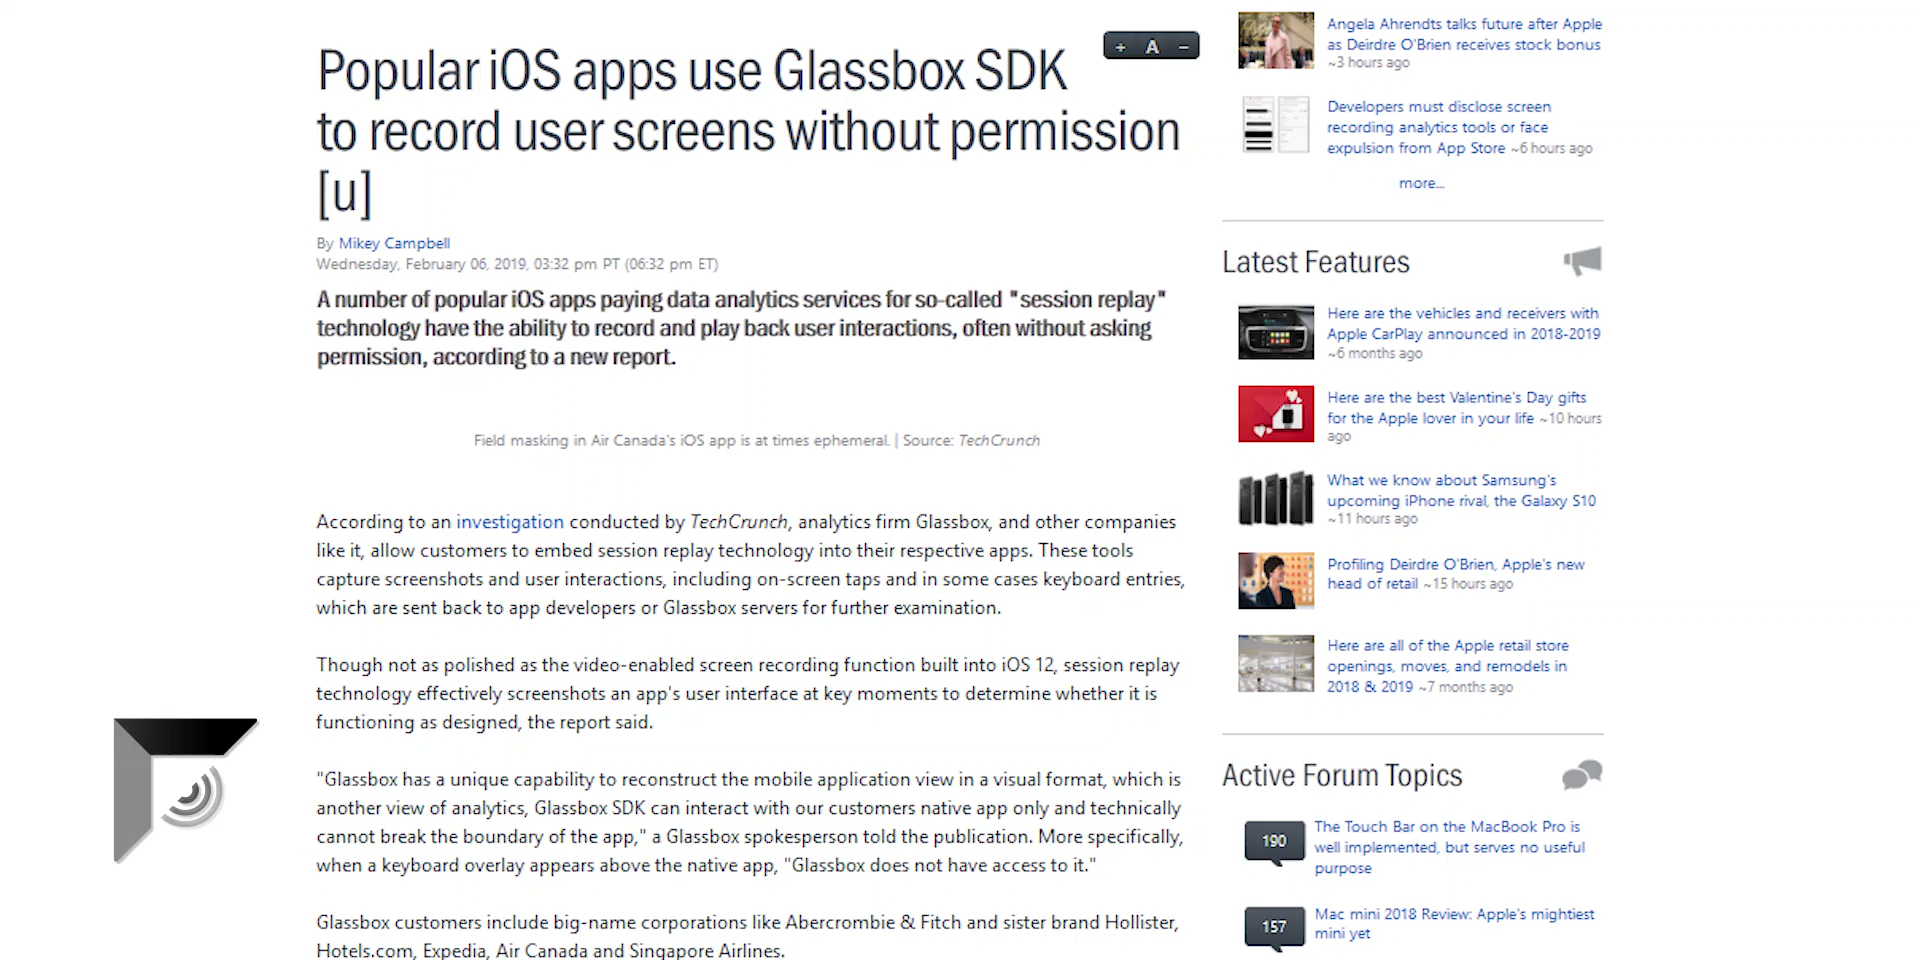 Popular iOS apps use Glassbox SDK
to record user screens without permission
[u]
+ A −
By Mikey Campbell
Wednesday, February 06, 2019, 03:32 pm PT (06:32 pm ET)
A number of popular iOS apps paying data analytics services for so-called "session replay"
technology have the ability to record and play back user interactions, often without asking
permission, according to a new report.
Field masking in Air Canada's iOS app is at times ephemeral. | Source: TechCrunch
According to an investigation conducted by TechCrunch, analytics firm Glassbox, and other companies
like it, allow customers to embed session replay technology into their respective apps. These tools
capture screenshots and user interactions, including on-screen taps and in some cases keyboard entries,
which are sent back to app developers or Glassbox servers for further examination.
Though not as polished as the video-enabled screen recording function built into iOS 12, session replay
technology effectively screenshots an app's user interface at key moments to determine whether it is
functioning as designed, the report said.
"Glassbox has a unique capability to reconstruct the mobile application view in a visual format, which is
another view of analytics, Glassbox SDK can interact with our customers native app only and technically
cannot break the boundary of the app," a Glassbox spokesperson told the publication. More specifically,
when a keyboard overlay appears above the native app, "Glassbox does not have access to it."
Glassbox customers include big-name corporations like Abercrombie & Fitch and sister brand Hollister,
Hotels.com, Expedia, Air Canada and Singapore Airlines.
Angela Ahrendts talks future after Apple
as Deirdre O'Brien receives stock bonus
~3 hours ago
Developers must disclose screen
recording analytics tools or face
expulsion from App Store ~6 hours ago
more...
Latest Features
Here are the vehicles and receivers with
Apple CarPlay announced in 2018-2019
~6 months ago
Here are the best Valentine's Day gifts
for the Apple lover in your life ~10 hours
ago
What we know about Samsung's
upcoming iPhone rival, the Galaxy S10
~11 hours ago
Profiling Deirdre O'Brien, Apple's new
head of retail ~15 hours ago
Here are all of the Apple retail store
openings, moves, and remodels in
2018 & 2019 ~7 months ago
Active Forum Topics
190
The Touch Bar on the MacBook Pro is
well implemented, but serves no useful
purpose
157
Mac mini 2018 Review: Apple's mightiest
mini yet